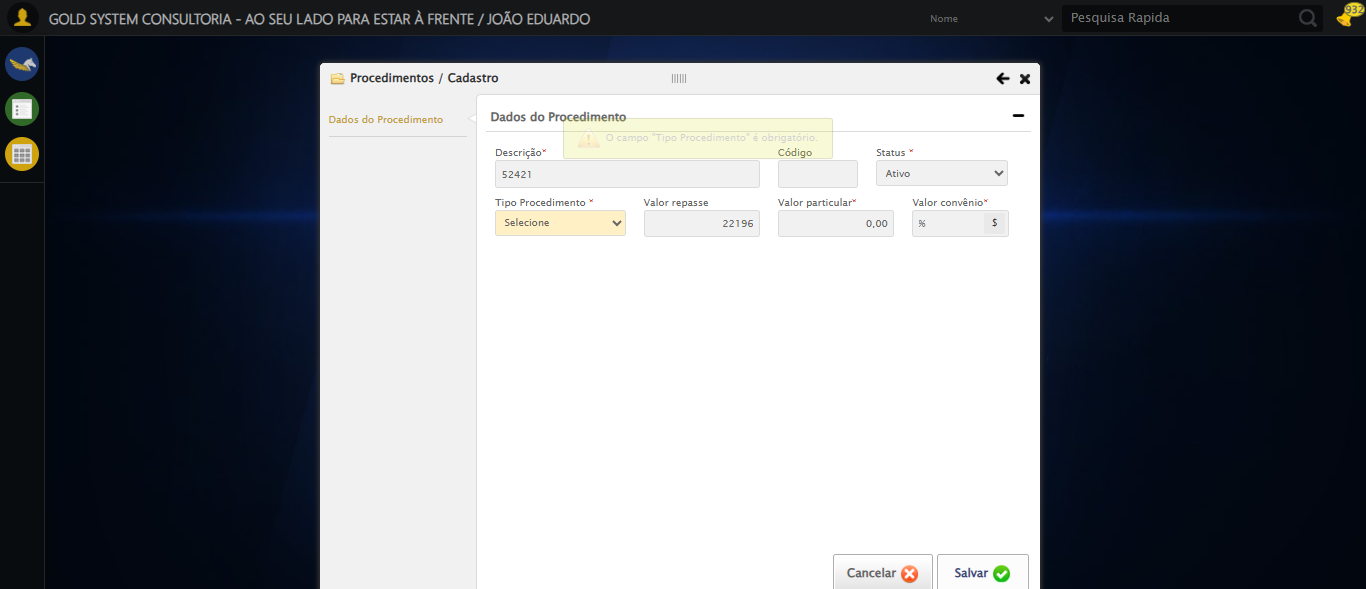 GOLD SYSTEM CONSULTORIA - AO SEU LADO PARA ESTAR À FRENTE / JOÃO EDUARDO
Nome
Pesquisa Rapida
932
Procedimentos / Cadastro
Dados do Procedimento
Dados do Procedimento
O campo "Tipo Procedimento" é obrigatório.
Descrição* Código Status *
52421 Ativo
Tipo Procedimento * Valor repasse Valor particular* Valor convênio*
Selecione 22196 0,00 % $
Cancelar Salvar